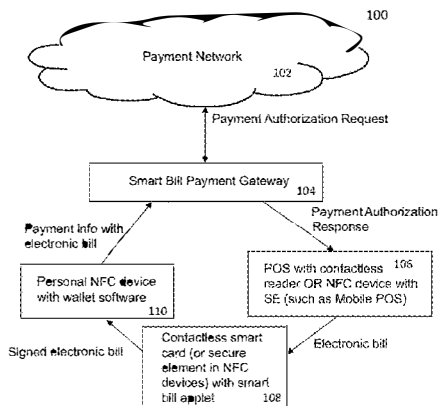 100
Payment Network
102
Payment Authorization Request
Smart Bill Payment Gateway
104
Payment Info with
electronic bill
Payment Authorization
Response
Personal NFC device
with wallet software
110
POS with contactless
reader OR NFC device with
SE (such as Mobile POS)
106
Signed electronic bill
Electronic bill
Contactless smart
card (or secure
element in NFC
devices) with smart
bill applet
108